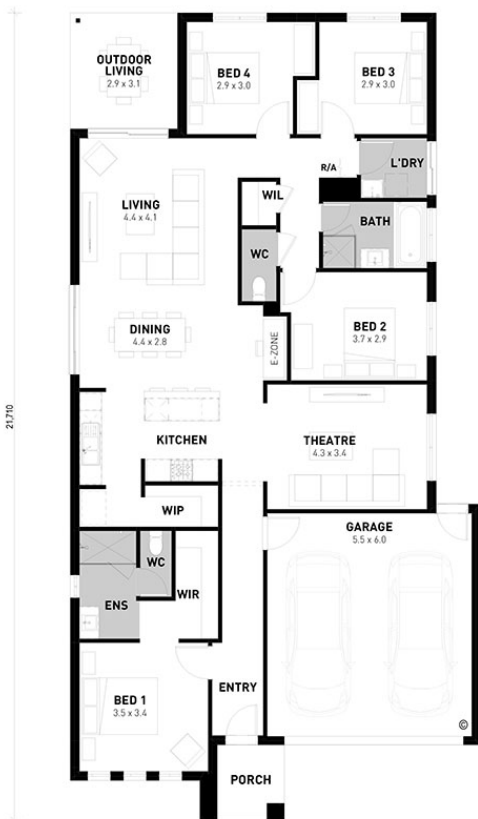 OUTDOOR
LIVING
2.9 x 3.1
BED 4
2.9 x 3.0
BED 3
2.9 x 3.0
R/A
L'DRY
LIVING
4.4 x 4.1
WIL
BATH
WC
DINING
4.4 x 2.8
E-ZONE
BED 2
3.7 x 2.9
21,710
KITCHEN
THEATRE
4.3 x 3.4
WIP
GARAGE
5.5 x 6.0
WC
ENS
WIR
BED 1
3.5 x 3.4
ENTRY
©
PORCH